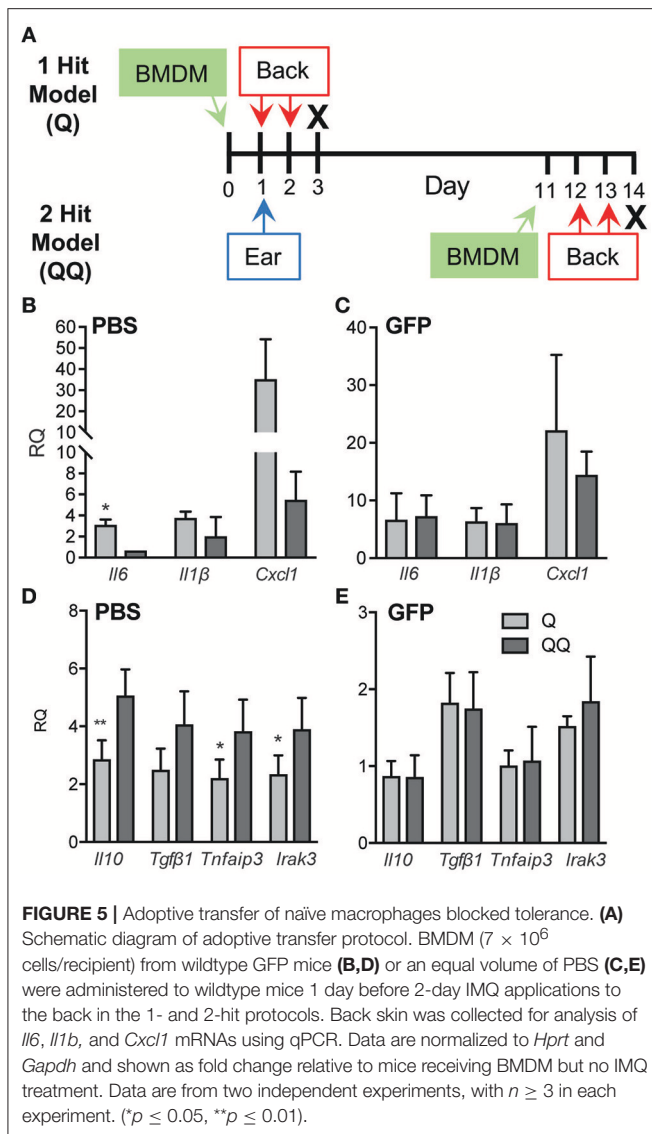 A
1 Hit
Model
(Q)
BMDM
Back
X
0 1 2 3
Day
11 12 13 14
X
2 Hit
Model
(QQ)
Ear
BMDM
Back
B
PBS
60
50
40
30
20
10
10
8
6
4
2
0
RQ
*
Il6 Il1β Cxcl1
C
GFP
40
30
20
10
0
Il6 Il1β Cxcl1
D
PBS
8
6
4
2
0
RQ
** * *
Il10 Tgfβ1 Tnfaip3 Irak3
E
GFP
Q
QQ
3
2
1
0
Il10 Tgfβ1 Tnfaip3 Irak3
FIGURE 5 | Adoptive transfer of naïve macrophages blocked tolerance. (A)
Schematic diagram of adoptive transfer protocol. BMDM (7 × 10⁶
cells/recipient) from wildtype GFP mice (B,D) or an equal volume of PBS (C,E)
were administered to wildtype mice 1 day before 2-day IMQ applications to
the back in the 1- and 2-hit protocols. Back skin was collected for analysis of
Il6, Il1b, and Cxcl1 mRNAs using qPCR. Data are normalized to Hprt and
Gapdh and shown as fold change relative to mice receiving BMDM but no IMQ
treatment. Data are from two independent experiments, with n ≥ 3 in each
experiment. (*p ≤ 0.05, **p ≤ 0.01).